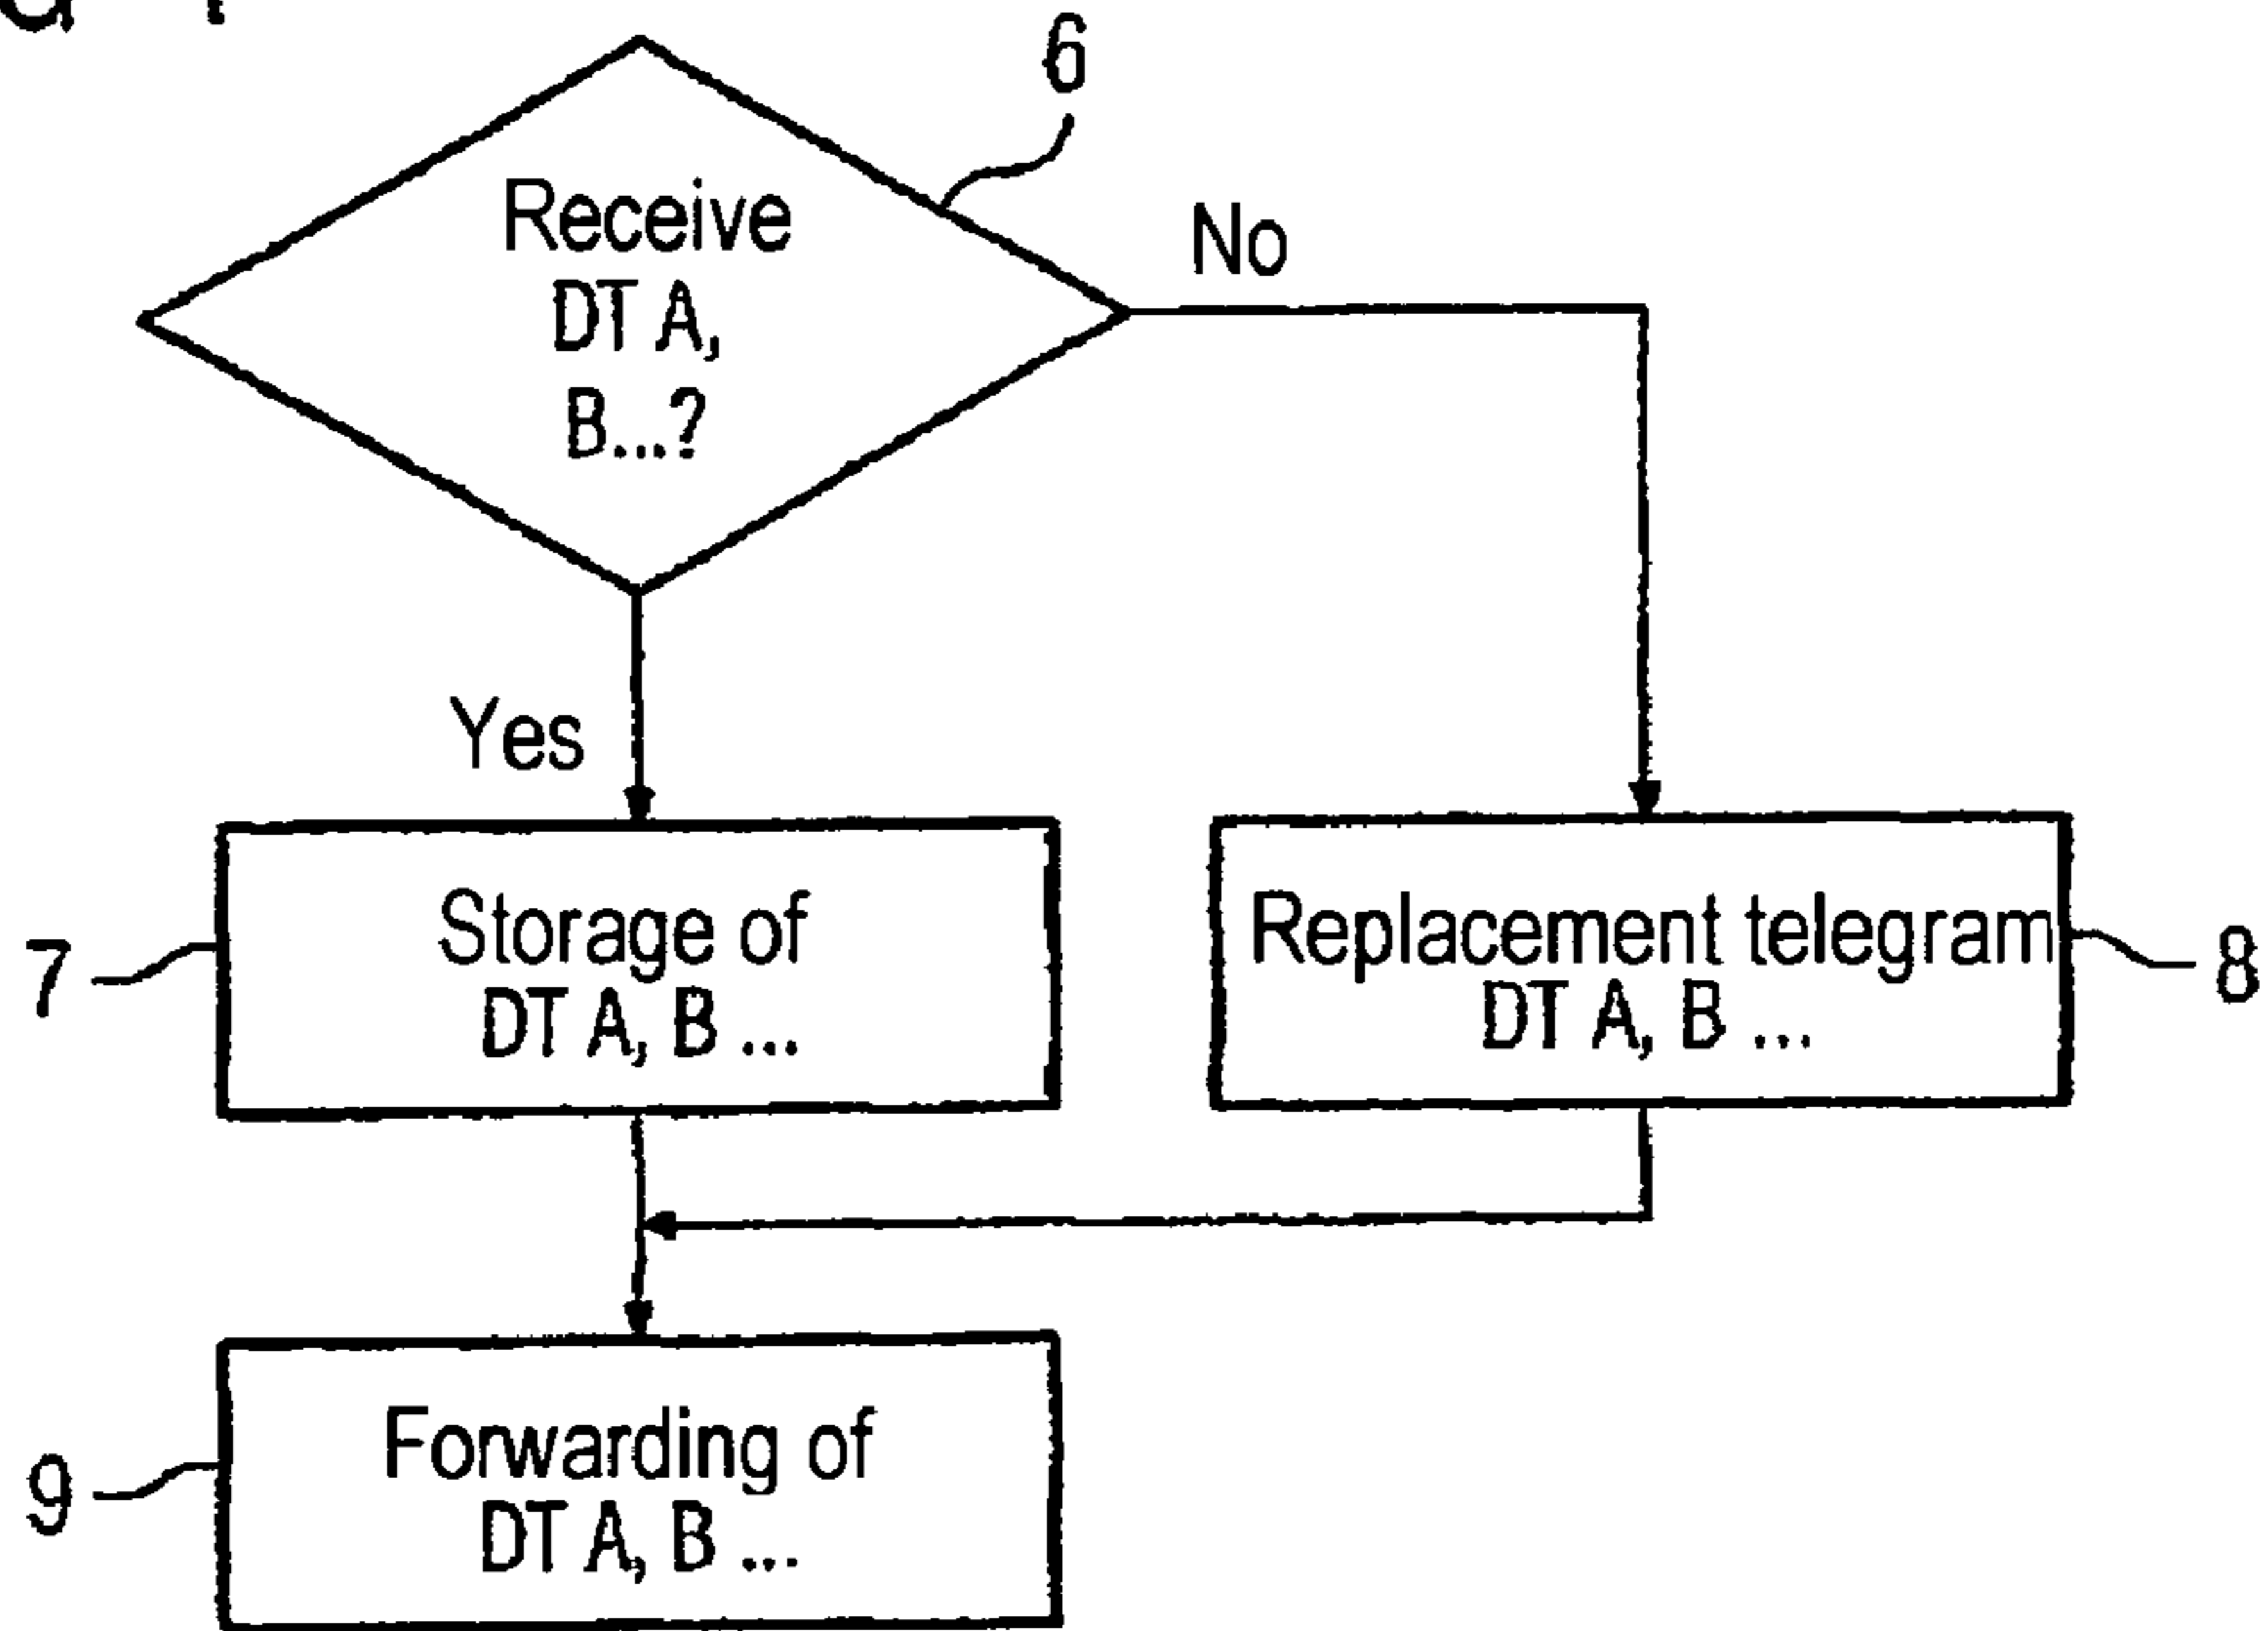 6
Receive
DT A,
B...?
No
Yes
Storage of
DT A, B ...
7
Replacement telegram
DT A, B ...
8
Forwarding of
DT A, B ...
9